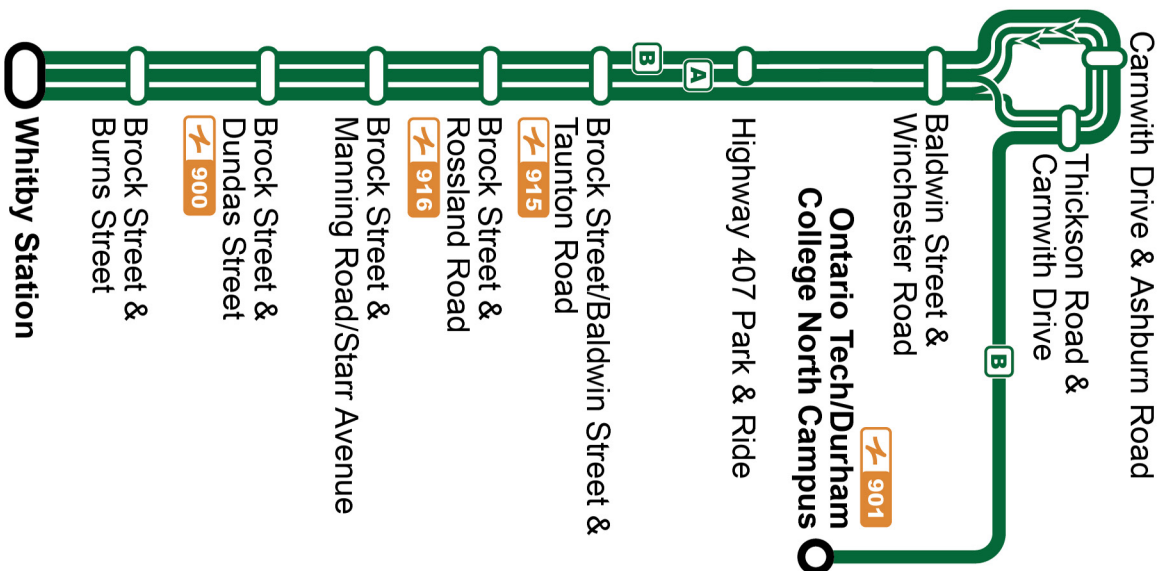 Carnwith Drive & Ashburn Road
Thickson Road &
Carnwith Drive
B
Baldwin Street &
Winchester Road
901
Ontario Tech/Durham
College North Campus
Highway 407 Park & Ride
A
B
Brock Street/Baldwin Street &
Taunton Road
915
Brock Street &
Rossland Road
916
Brock Street &
Manning Road/Starr Avenue
Brock Street &
Dundas Street
900
Brock Street &
Burns Street
Whitby Station